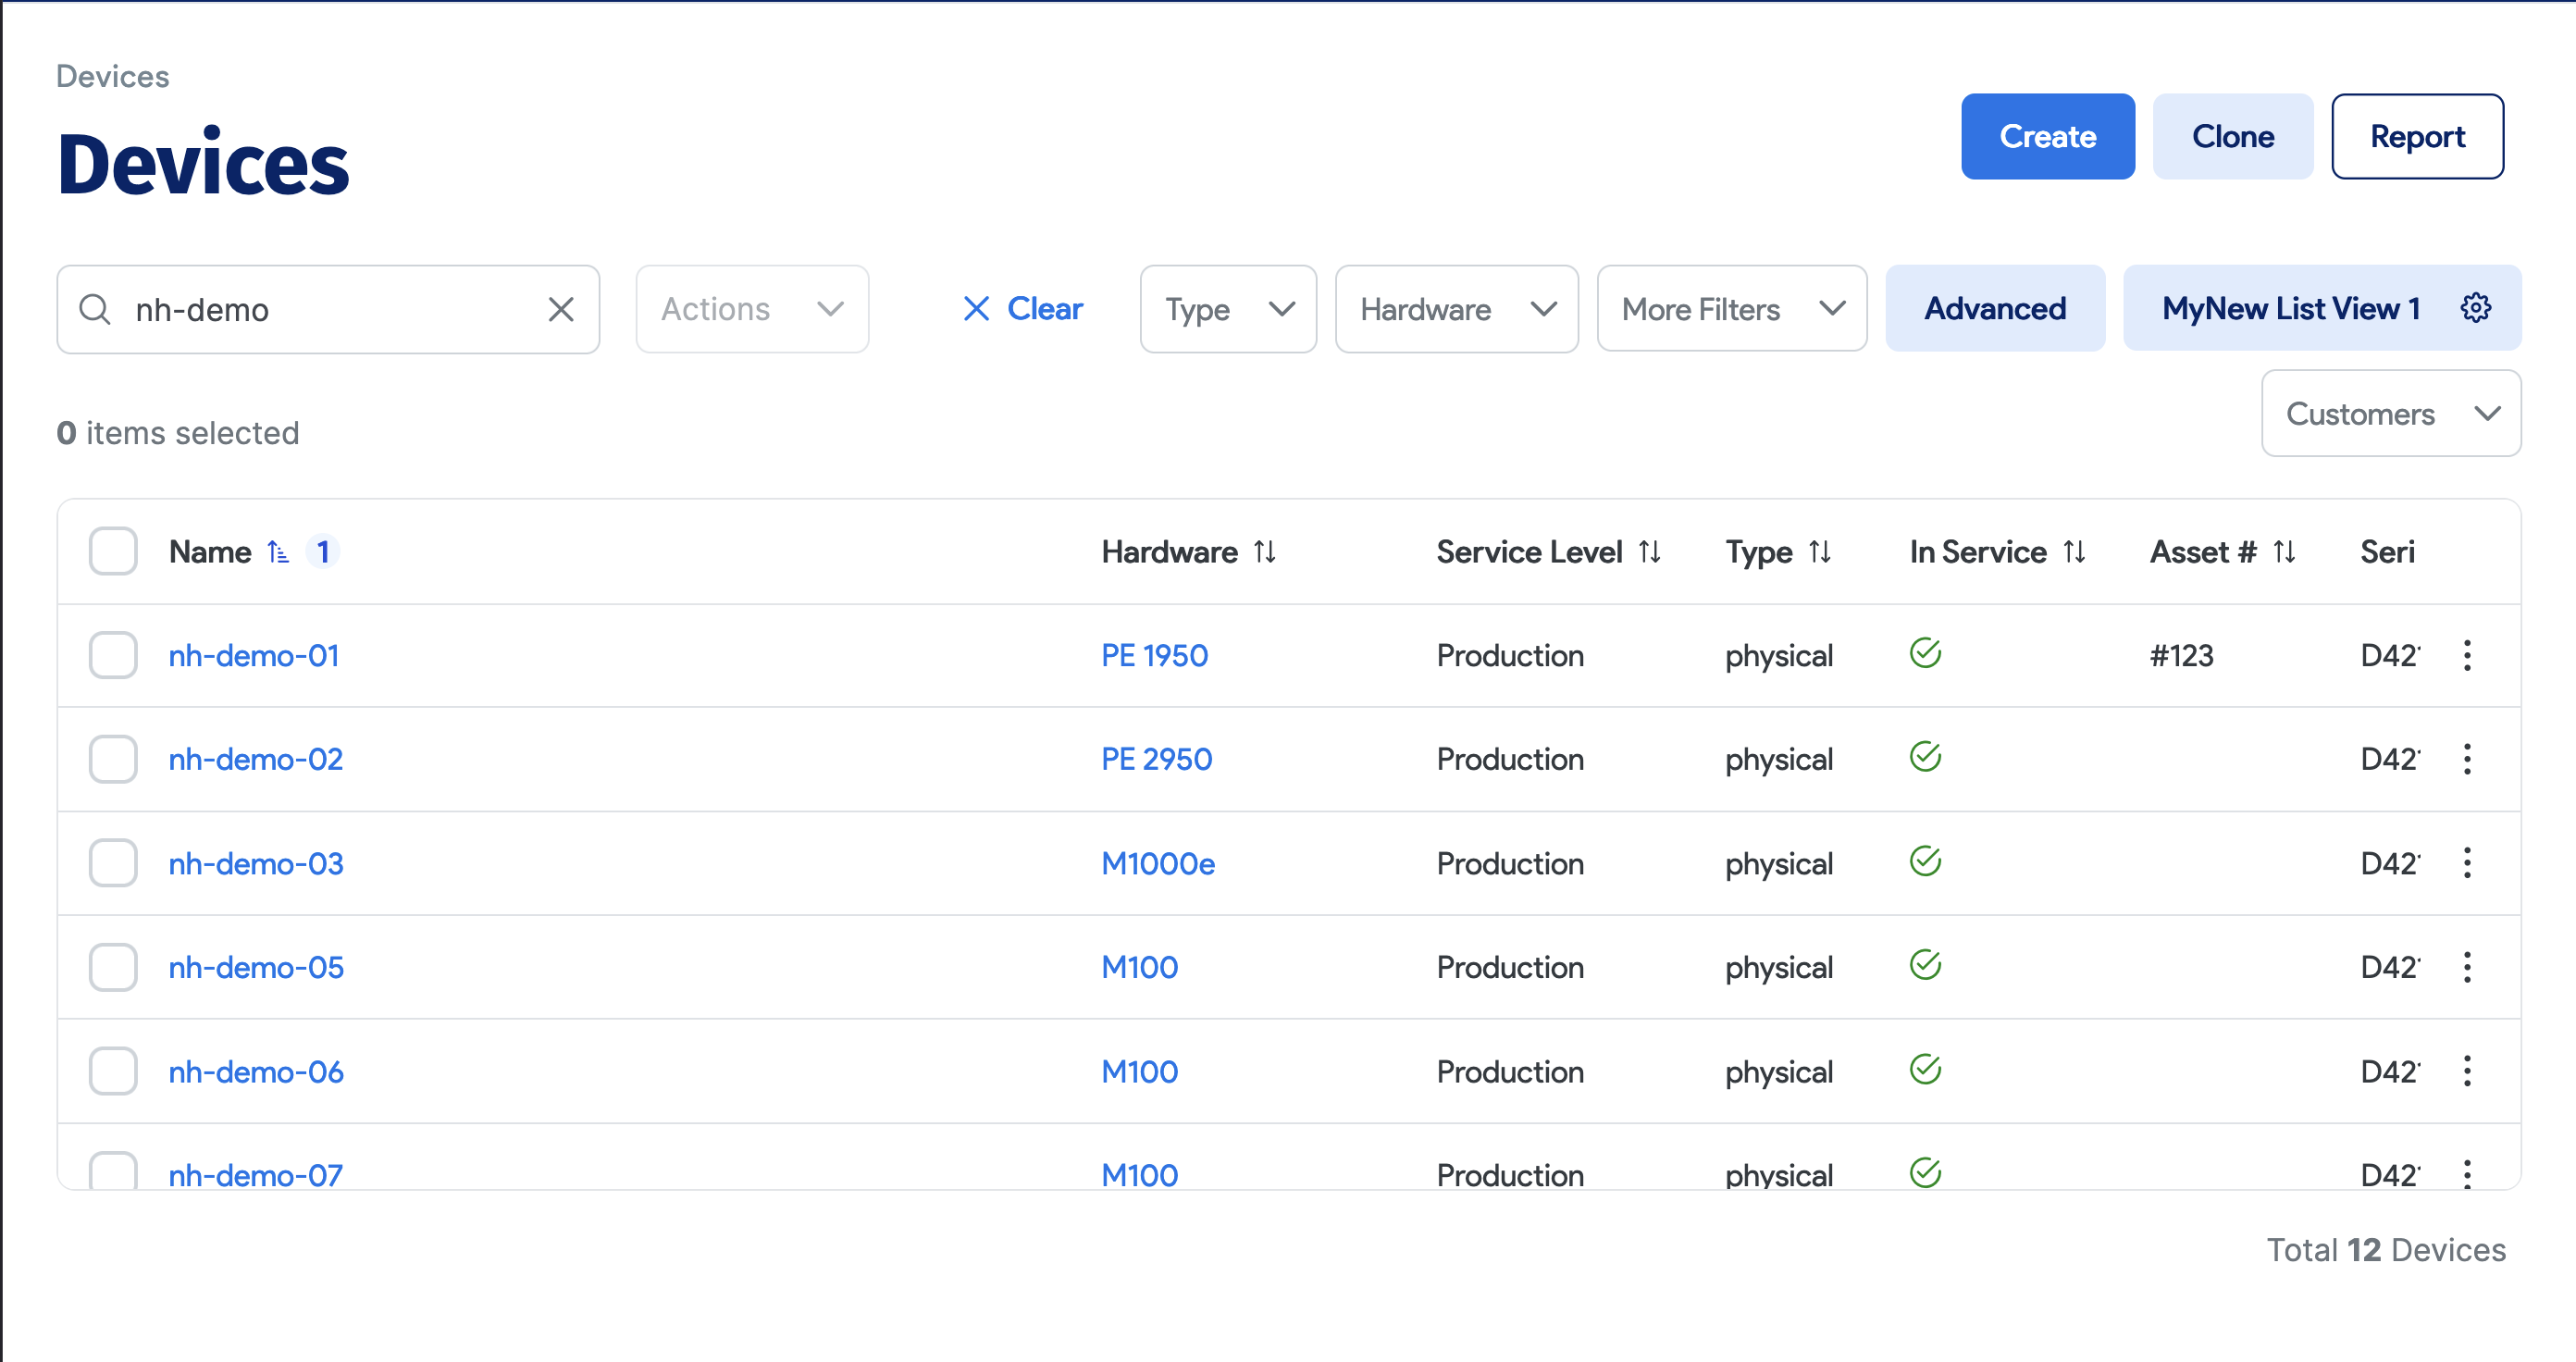 Devices
Devices
Create Clone Report
nh-demo Actions Clear Type Hardware More Filters Advanced MyNew List View 1
Customers
0 items selected
Name 1 Hardware Service Level Type In Service Asset # Seri
nh-demo-01 PE 1950 Production physical #123 D42
nh-demo-02 PE 2950 Production physical D42
nh-demo-03 M1000e Production physical D42
nh-demo-05 M100 Production physical D42
nh-demo-06 M100 Production physical D42
nh-demo-07 M100 Production physical D42
Total 12 Devices